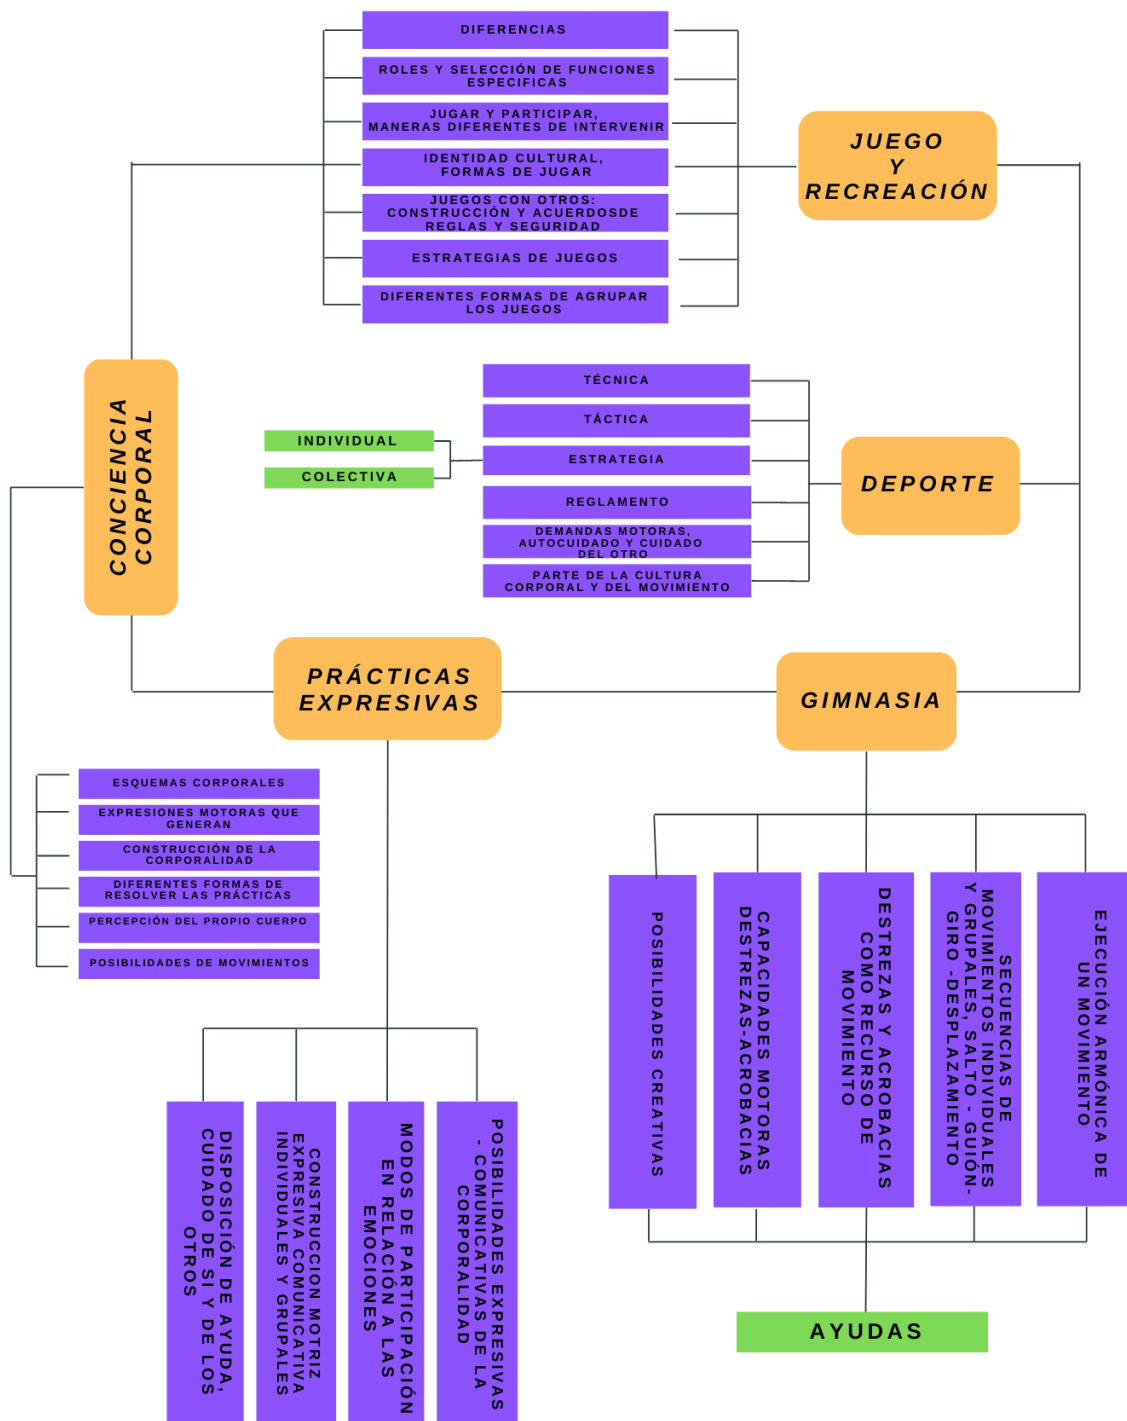 DIFERENCIAS
ROLES Y SELECCIÓN DE FUNCIONES
ESPECIFICAS
JUGAR Y PARTICIPAR,
MANERAS DIFERENTES DE INTERVENIR
IDENTIDAD CULTURAL,
FORMAS DE JUGAR
JUEGOS CON OTROS:
CONSTRUCCIÓN Y ACUERDOSDE
REGLAS Y SEGURIDAD
ESTRATEGIAS DE JUEGOS
DIFERENTES FORMAS DE AGRUPAR
LOS JUEGOS
JUEGO
Y
RECREACIÓN
CONCIENCIA
CORPORAL
TÉCNICA
TÁCTICA
ESTRATEGIA
REGLAMENTO
DEMANDAS MOTORAS,
AUTOCUIDADO Y CUIDADO
DEL OTRO
PARTE DE LA CULTURA
CORPORAL Y DEL MOVIMIENTO
INDIVIDUAL
COLECTIVA
DEPORTE
PRÁCTICAS
EXPRESIVAS
GIMNASIA
ESQUEMAS CORPORALES
EXPRESIONES MOTORAS QUE
GENERAN
CONSTRUCCIÓN DE LA
CORPORALIDAD
DIFERENTES FORMAS DE
RESOLVER LAS PRÁCTICAS
PERCEPCIÓN DEL PROPIO CUERPO
POSIBILIDADES DE MOVIMIENTOS
POSIBILIDADES CREATIVAS
CAPACIDADES MOTORAS
DESTREZAS-ACROBACIAS
DESTREZAS Y ACROBACIAS
COMO RECURSO DE
MOVIMIENTO
SECUENCIAS DE
MOVIMIENTOS INDIVIDUALES
Y GRUPALES, SALTO - GUIÓN-
GIRO -DESPLAZAMIENTO
EJECUCIÓN ARMÓNICA DE
UN MOVIMIENTO
DISPOSICIÓN DE AYUDA,
CUIDADO DE SI Y DE LOS
OTROS
CONSTRUCCION MOTRIZ
EXPRESIVA COMUNICATIVA
INDIVIDUALES Y GRUPALES
MODOS DE PARTICIPACIÓN
EN RELACIÓN A LAS
EMOCIONES
POSIBILIDADES EXPRESIVAS
- COMUNICATIVAS DE LA
CORPORALIDAD
AYUDAS